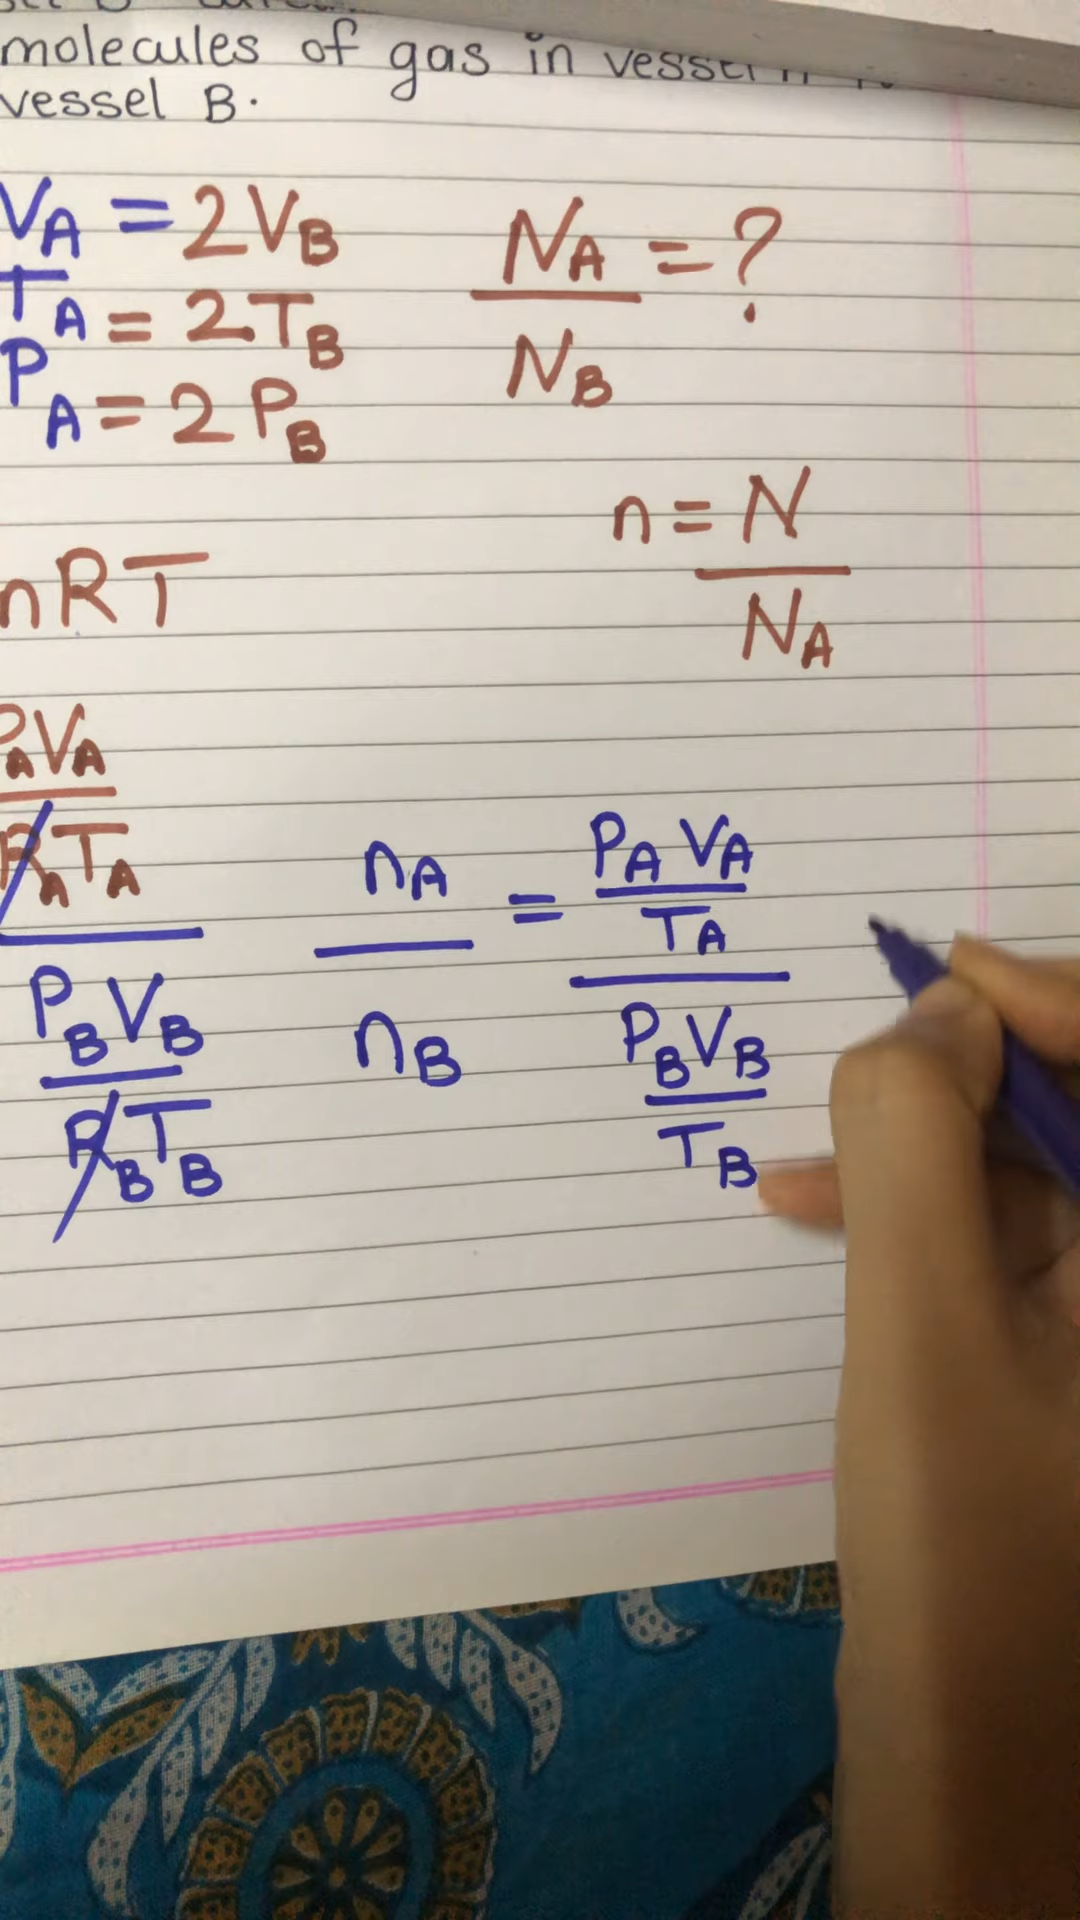 molecules of gas in vessel
vessel B.
VA = 2VB
TA = 2TB
PA = 2PB
NA = ?
NB
n = N
NA
nRT
PAVA
RATA
PBVB
RBTB
nA = PAVA
TA
nB PBVB
TB